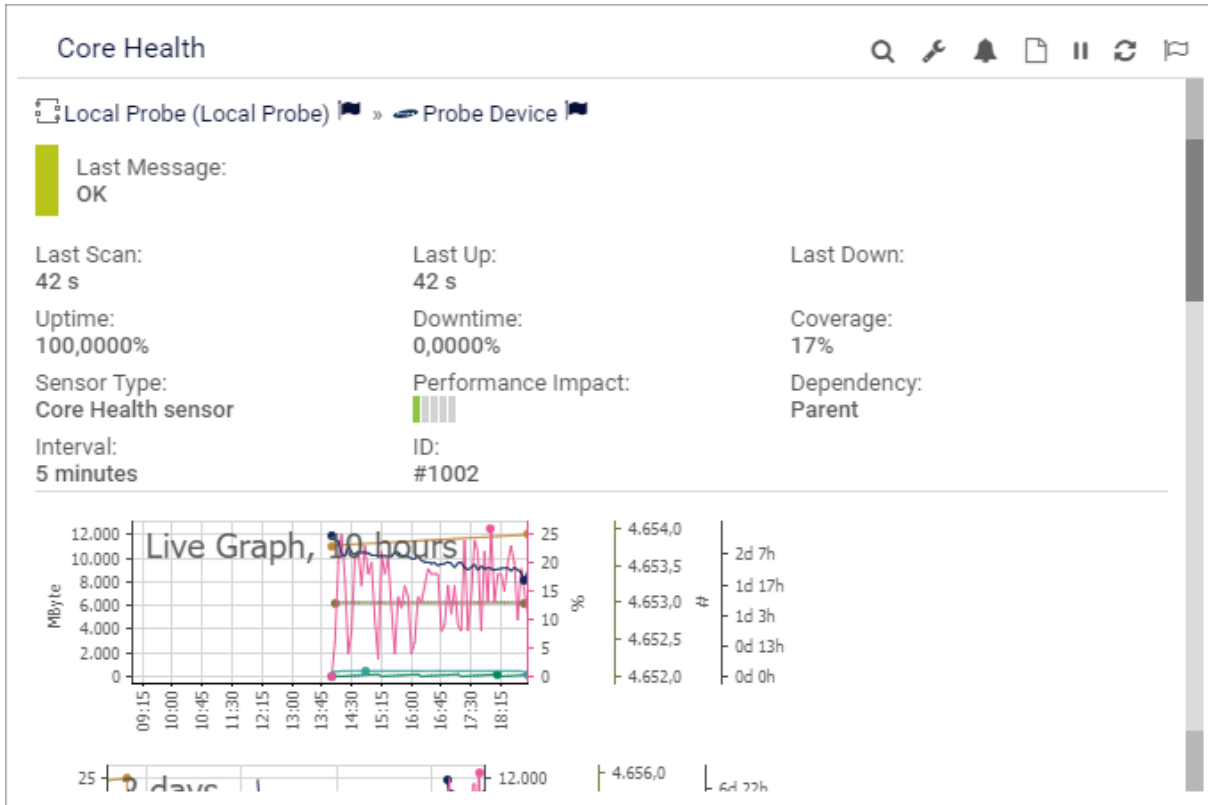 Core Health
Local Probe (Local Probe) » Probe Device
Last Message:
OK
Last Scan: Last Up: Last Down:
42 s 42 s
Uptime: Downtime: Coverage:
100,0000% 0,0000% 17%
Sensor Type: Performance Impact: Dependency:
Core Health sensor Parent
Interval: ID:
5 minutes #1002
Live Graph, 10 hours
12.000
10.000
8.000
6.000
4.000
2.000
0
MByte
25
20
15
10
5
0
%
4.654,0
4.653,5
4.653,0
4.652,5
4.652,0
#
2d 7h
1d 17h
1d 3h
0d 13h
0d 0h
09:15 10:00 10:45 11:30 12:15 13:00 13:45 14:30 15:15 16:00 16:45 17:30 18:15
25 2 days 12.000 4.656,0 6d 22h